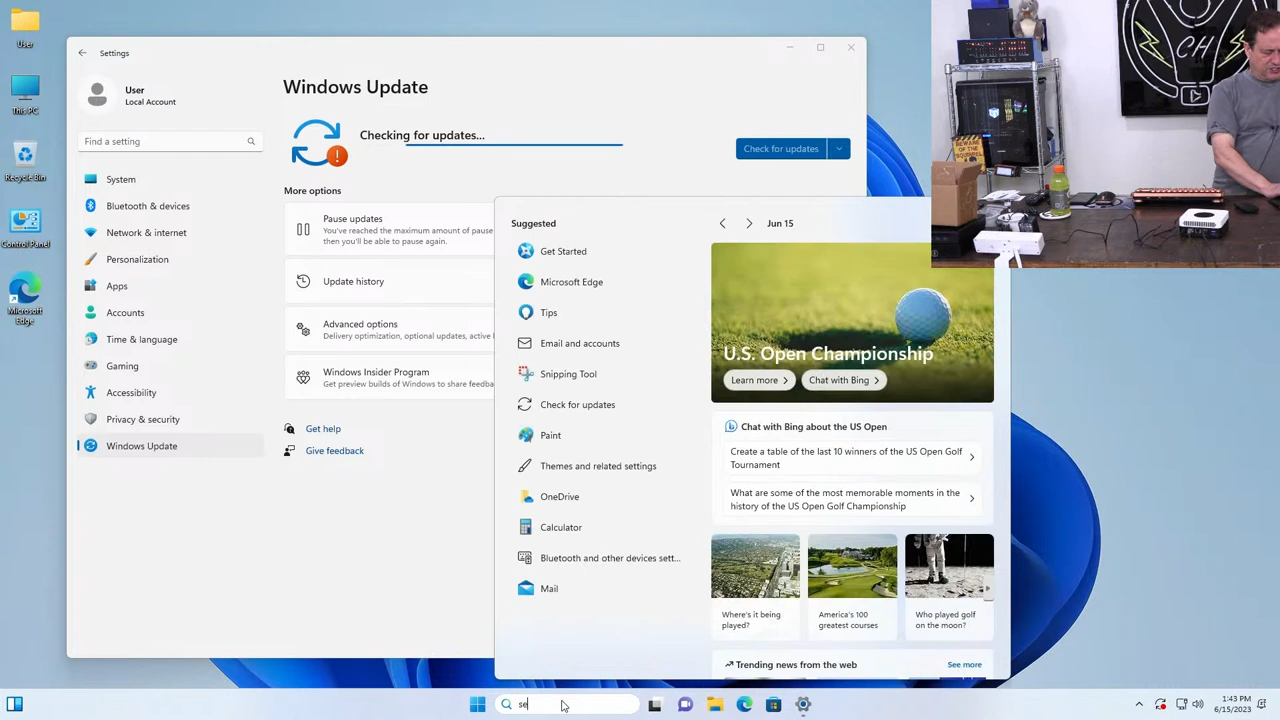 User
This PC
Recycle Bin
Control Panel
Microsoft
Edge
Settings
User
Local Account
Find a setting
System
Bluetooth & devices
Network & internet
Personalization
Apps
Accounts
Time & language
Gaming
Accessibility
Privacy & security
Windows Update
Windows Update
Checking for updates...
Check for updates
More options
Pause updates
You've reached the maximum amount of pause
then you'll be able to pause again.
Update history
Advanced options
Delivery optimization, optional updates, active
Windows Insider Program
Get preview builds of Windows to share feedba
Get help
Give feedback
Suggested
Get Started
Microsoft Edge
Tips
Email and accounts
Snipping Tool
Check for updates
Paint
Themes and related settings
OneDrive
Calculator
Bluetooth and other devices sett...
Mail
Jun 15
U.S. Open Championship
Learn more
Chat with Bing
Chat with Bing about the US Open
Create a table of the last 10 winners of the US Open Golf
Tournament
What are some of the most memorable moments in the
history of the US Open Golf Championship
Where's it being
played?
America's 100
greatest courses
Who played golf
on the moon?
Trending news from the web
See more
CH
BEWARE
OF THE
se
1:43 PM
6/15/2023